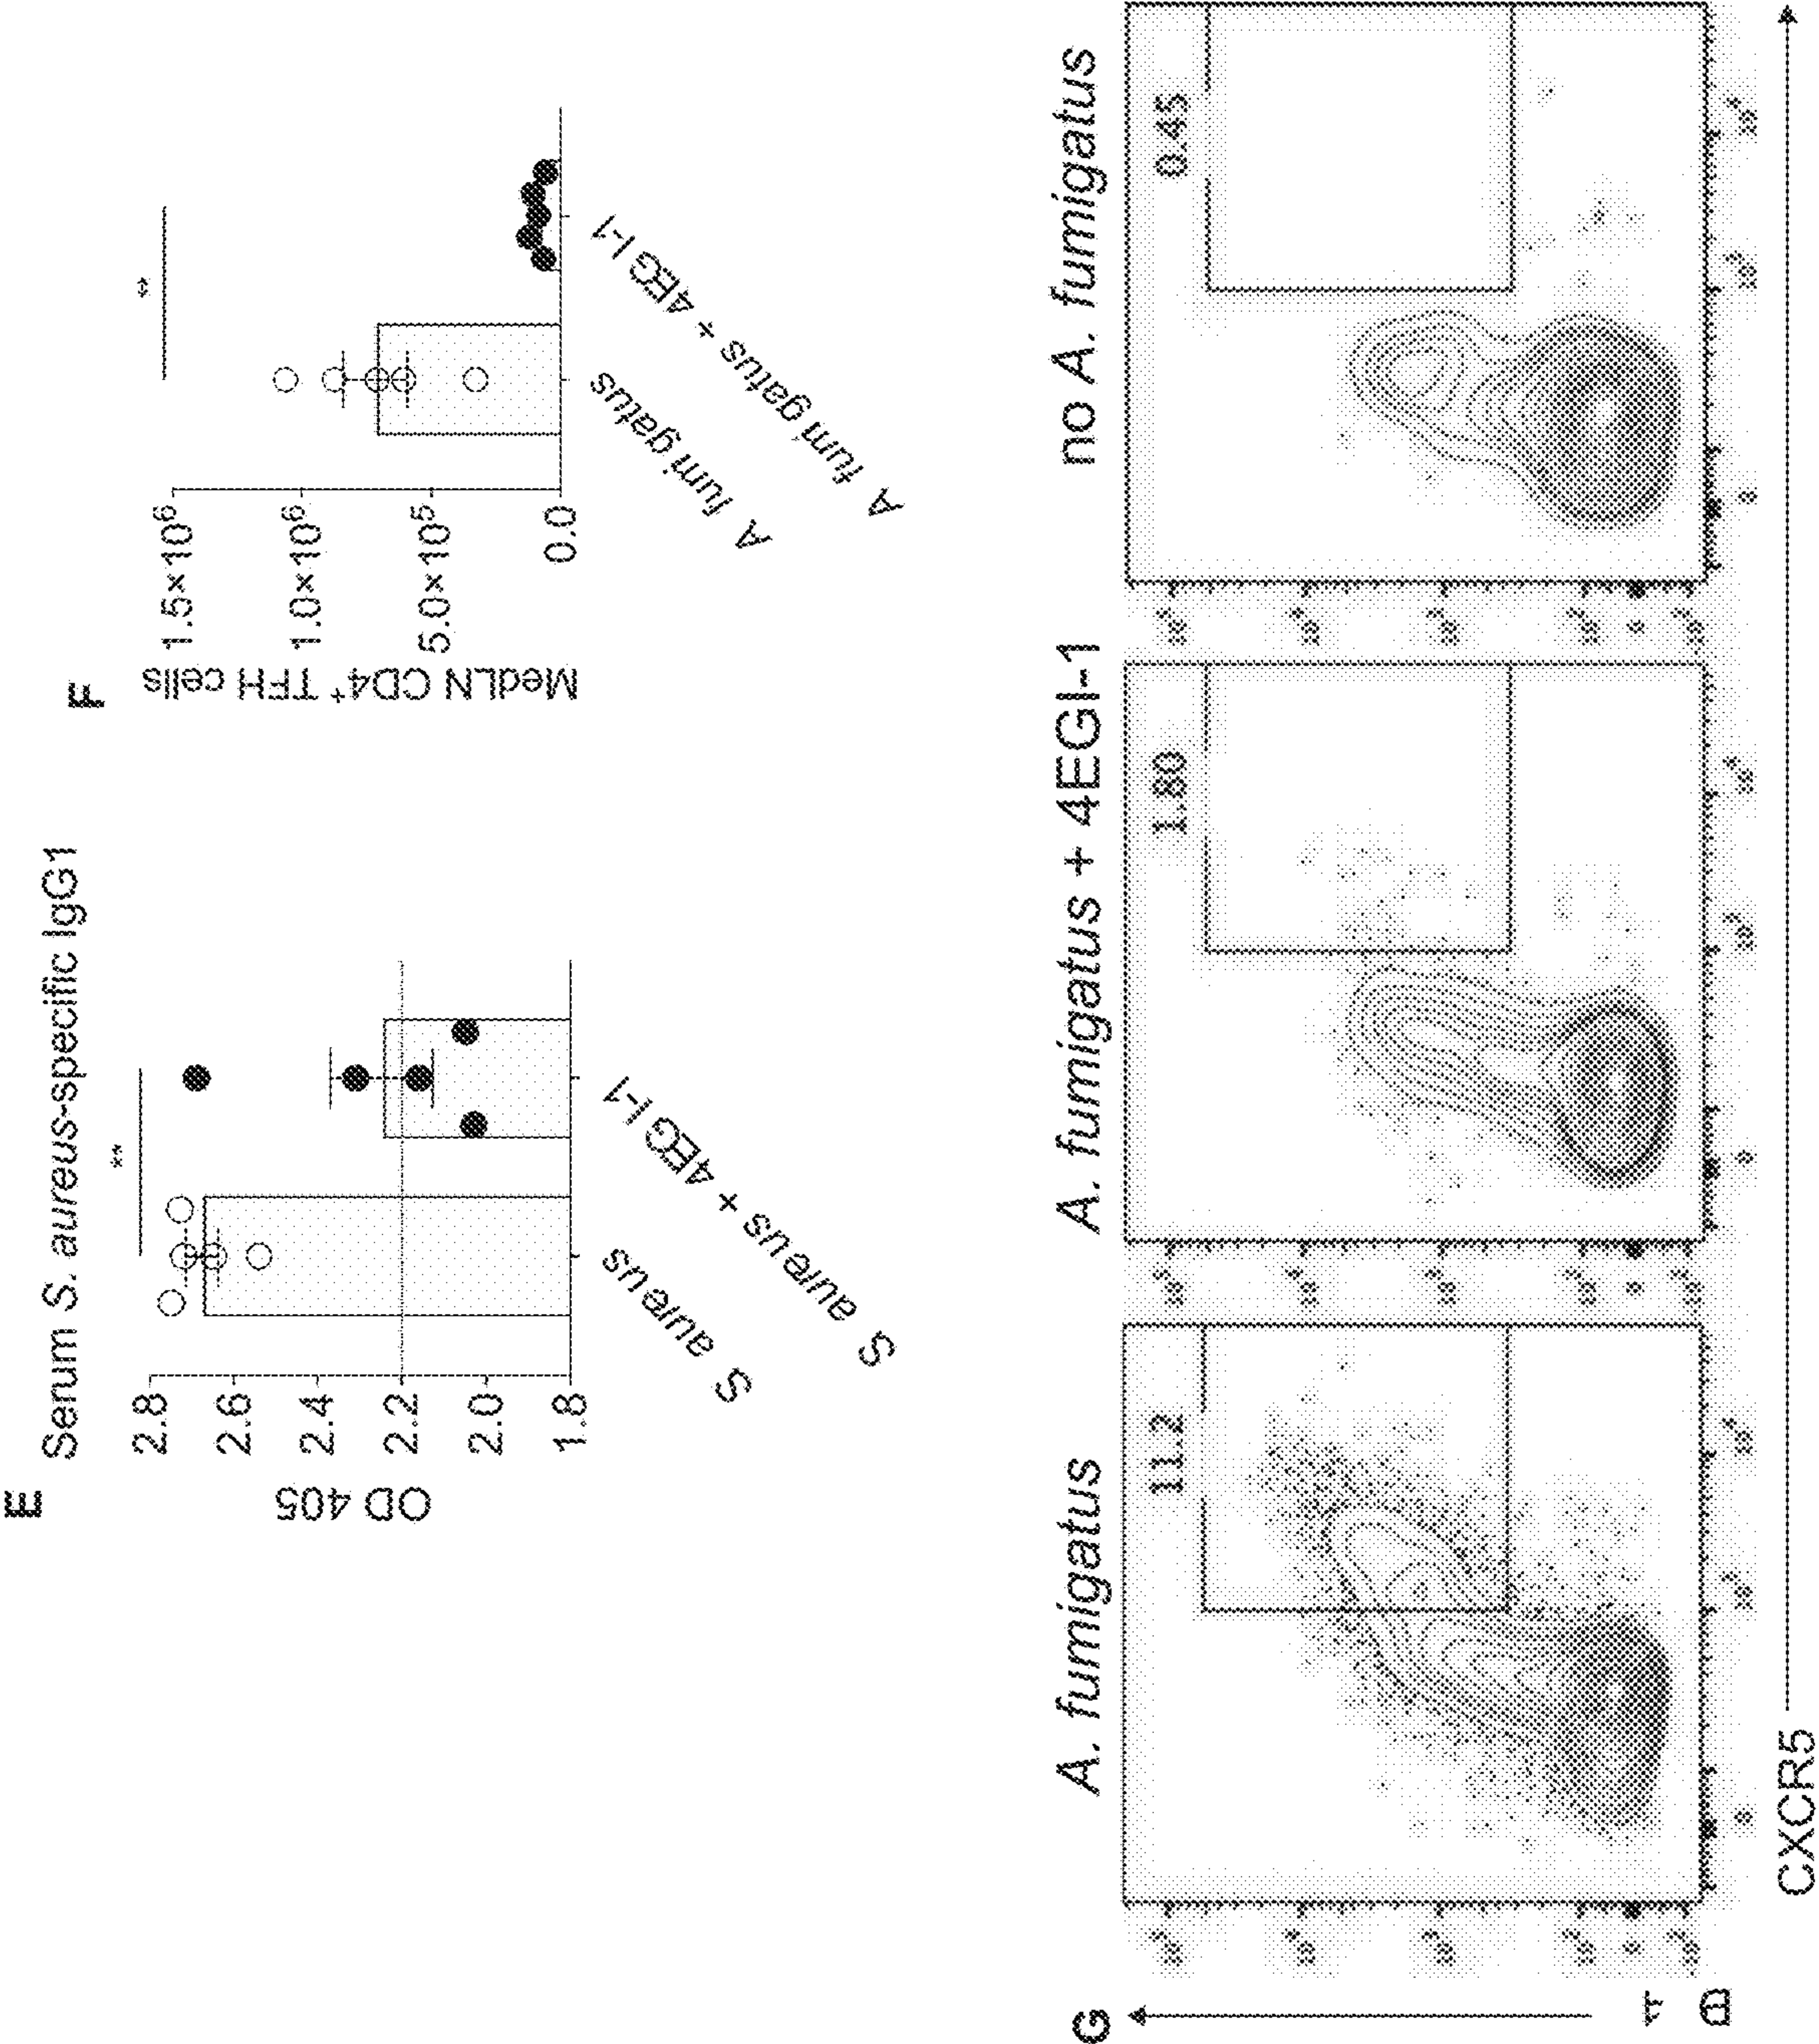 E
Serum S. aureus-specific IgG1
**
OD 405
2.8
2.6
2.4
2.2
2.0
1.8
S. aureus
S. aureus + 4EGI-1
F
**
MedLN CD4⁺ TFH cells
1.5×10⁶
1.0×10⁶
5.0×10⁵
0.0
A fumigatus
A fumigatus + 4EGI-1
G
A. fumigatus
A. fumigatus + 4EGI-1
no A. fumigatus
11.2
1.80
0.45
CXCR5